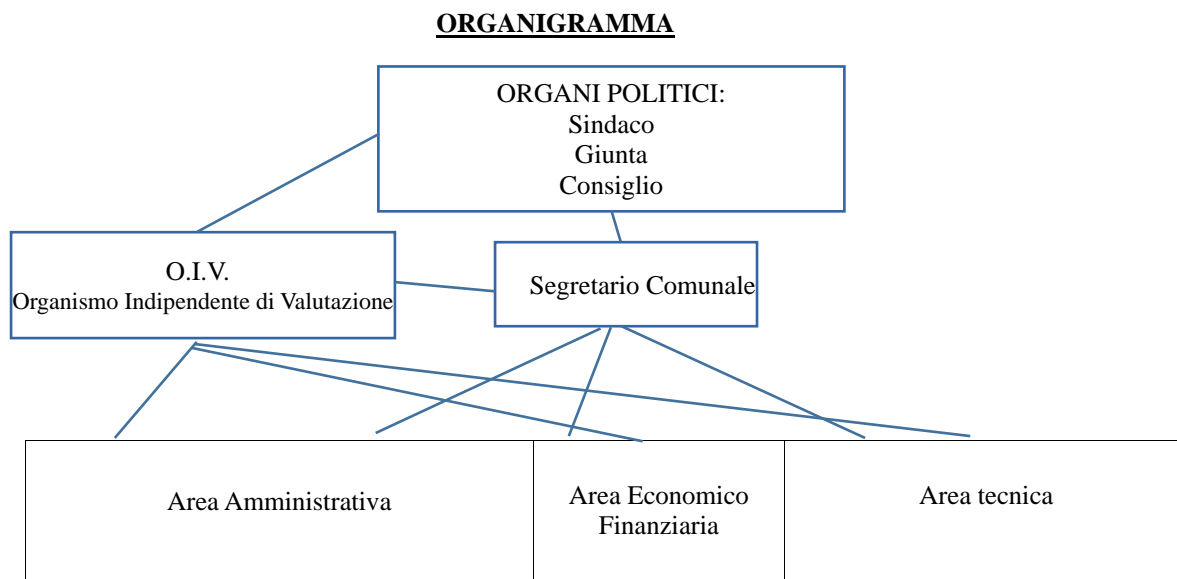 ORGANIGRAMMA
ORGANI POLITICI:
Sindaco
Giunta
Consiglio
O.I.V.
Organismo Indipendente di Valutazione
Segretario Comunale
Area Amministrativa
Area Economico
Finanziaria
Area tecnica